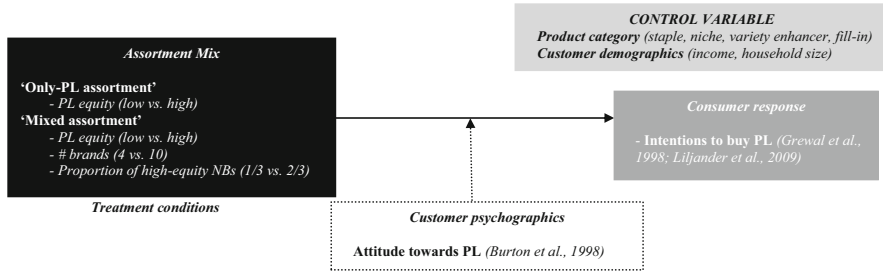 CONTROL VARIABLE
Product category (staple, niche, variety enhancer, fill-in)
Customer demographics (income, household size)
Assortment Mix
‘Only-PL assortment’
- PL equity (low vs. high)
‘Mixed assortment’
- PL equity (low vs. high)
- # brands (4 vs. 10)
- Proportion of high-equity NBs (1/3 vs. 2/3)
Treatment conditions
Consumer response
- Intentions to buy PL (Grewal et al.,
1998; Liljander et al., 2009)
Customer psychographics
Attitude towards PL (Burton et al., 1998)